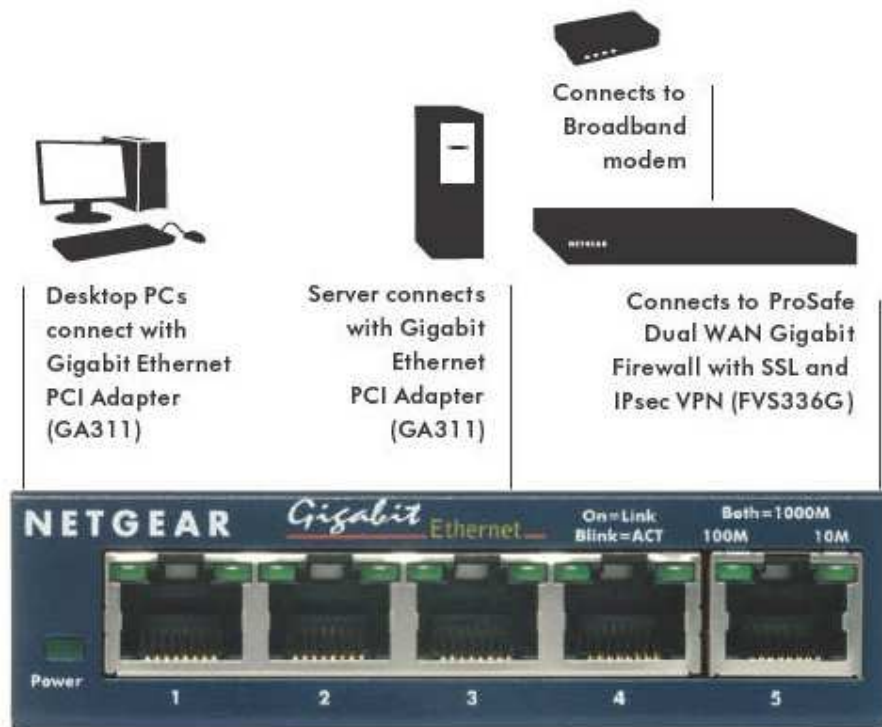 Connects to
Broadband
modem
NETGEAR
Desktop PCs
connect with
Gigabit Ethernet
PCI Adapter
(GA311)
Server connects
with Gigabit
Ethernet
PCI Adapter
(GA311)
Connects to ProSafe
Dual WAN Gigabit
Firewall with SSL and
IPsec VPN (FVS336G)
NETGEAR
Gigabit Ethernet
On=Link
Blink=ACT
Both=1000M
100M 10M
Power
1 2 3 4 5